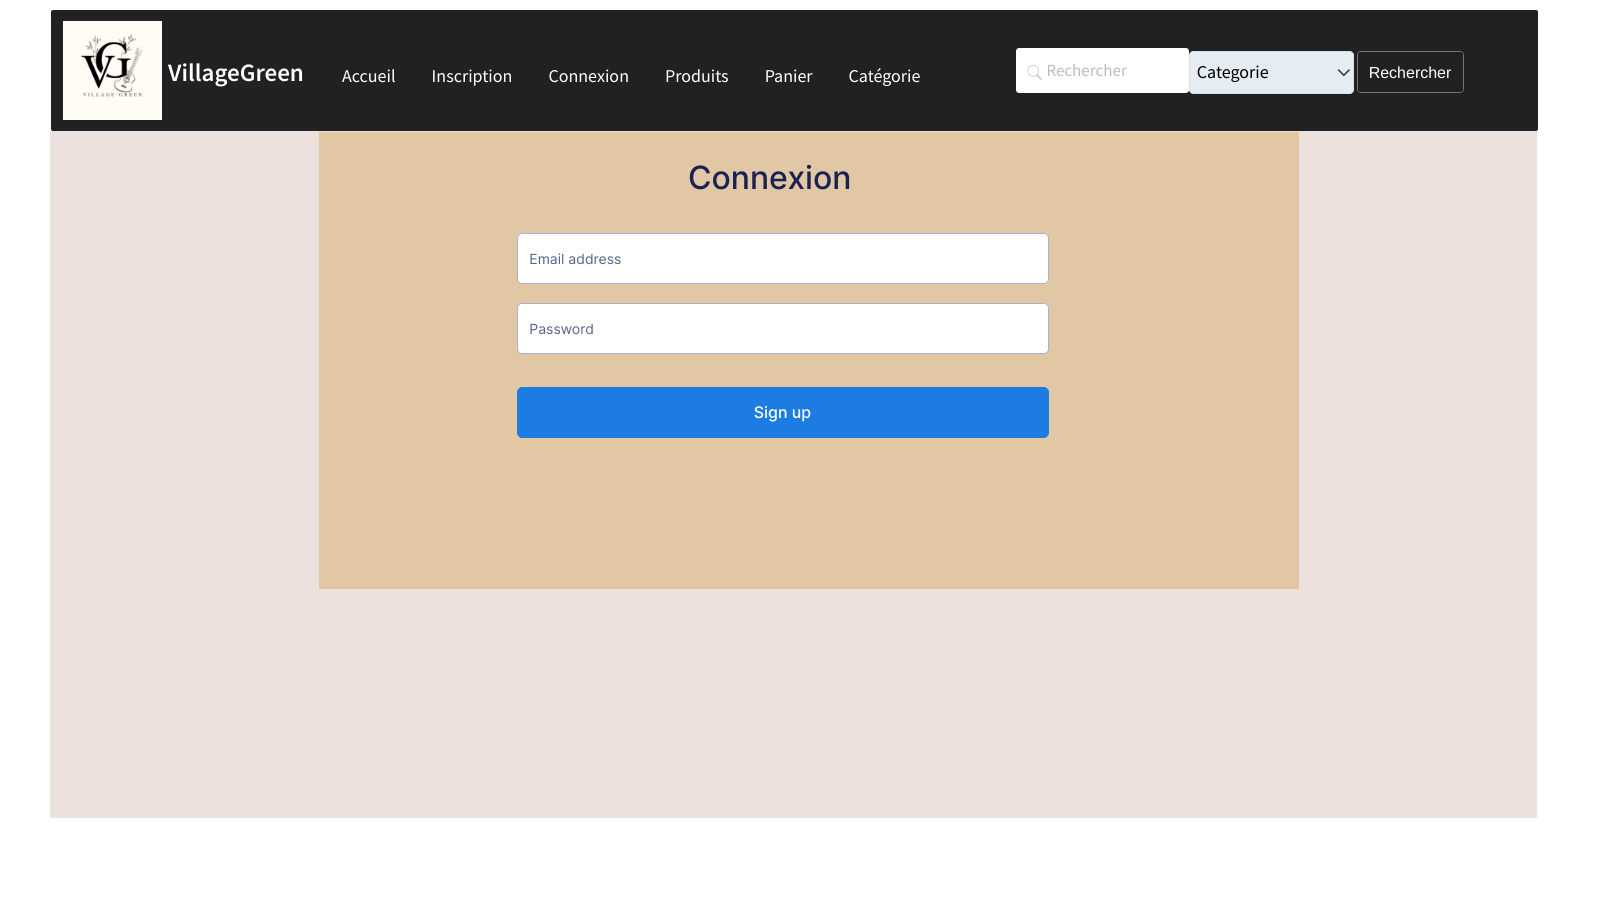 VG
VILLAGE GREEN
VillageGreen
Accueil
Inscription
Connexion
Produits
Panier
Catégorie
Rechercher
Categorie
Rechercher
Connexion
Email address
Password
Sign up